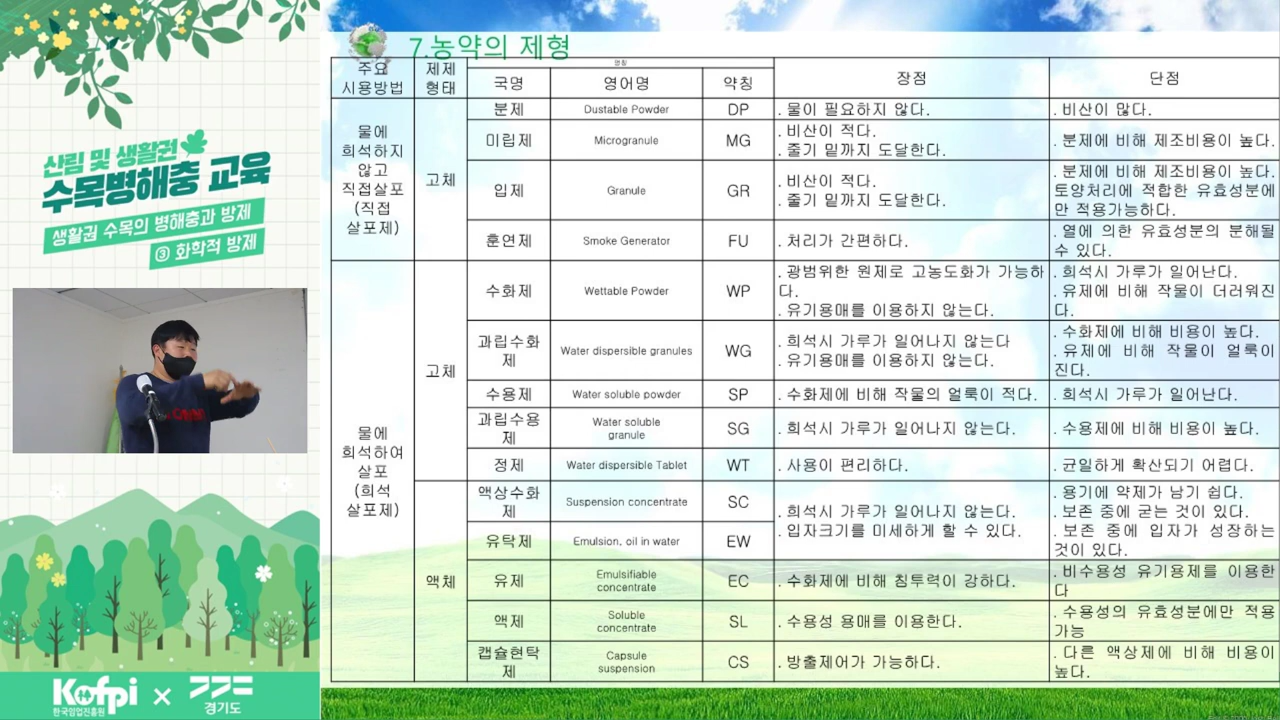 산림 및 생활권
수목병해충 교육
생활권 수목의 병해충과 방제
③ 화학적 방제
Kofpi
한국임업진흥원
×
경기도
7.농약의 제형
주요
시용방법
제제
형태
명칭
국명
영어명
약칭
장점
단점
물에
희석하지
않고
직접살포
(직접
살포제)
고체
분제
Dustable Powder
DP
. 물이 필요하지 않다.
. 비산이 많다.
미립제
Microgranule
MG
. 비산이 적다.
. 줄기 밑까지 도달한다.
. 분제에 비해 제조비용이 높다.
입제
Granule
GR
. 비산이 적다.
. 줄기 밑까지 도달한다.
. 분제에 비해 제조비용이 높다.
토양처리에 적합한 유효성분에
만 적용가능하다.
훈연제
Smoke Generator
FU
. 처리가 간편하다.
. 열에 의한 유효성분의 분해될
수 있다.
물에
희석하여
살포
(희석
살포제)
고체
수화제
Wettable Powder
WP
. 광범위한 원제로 고농도화가 가능하
다.
. 유기용매를 이용하지 않는다.
. 희석시 가루가 일어난다.
. 유제에 비해 작물이 더러워진
다.
과립수화
제
Water dispersible granules
WG
. 희석시 가루가 일어나지 않는다
. 유기용매를 이용하지 않는다.
. 수화제에 비해 비용이 높다.
. 유제에 비해 작물이 얼룩이
진다.
수용제
Water soluble powder
SP
. 수화제에 비해 작물의 얼룩이 적다.
. 희석시 가루가 일어난다.
과립수용
제
Water soluble
granule
SG
. 희석시 가루가 일어나지 않는다.
. 수용제에 비해 비용이 높다.
정제
Water dispersible Tablet
WT
. 사용이 편리하다.
. 균일하게 확산되기 어렵다.
액체
액상수화
제
Suspension concentrate
SC
. 희석시 가루가 일어나지 않는다.
. 입자크기를 미세하게 할 수 있다.
. 용기에 약제가 남기 쉽다.
. 보존 중에 굳는 것이 있다.
. 보존 중에 입자가 성장하는
것이 있다.
유탁제
Emulsion, oil in water
EW
유제
Emulsifiable
concentrate
EC
. 수화제에 비해 침투력이 강하다.
. 비수용성 유기용제를 이용한
다
액제
Soluble
concentrate
SL
. 수용성 용매를 이용한다.
. 수용성의 유효성분에만 적용
가능
캡슐현탁
제
Capsule
suspension
CS
. 방출제어가 가능하다.
. 다른 액상제에 비해 비용이
높다.